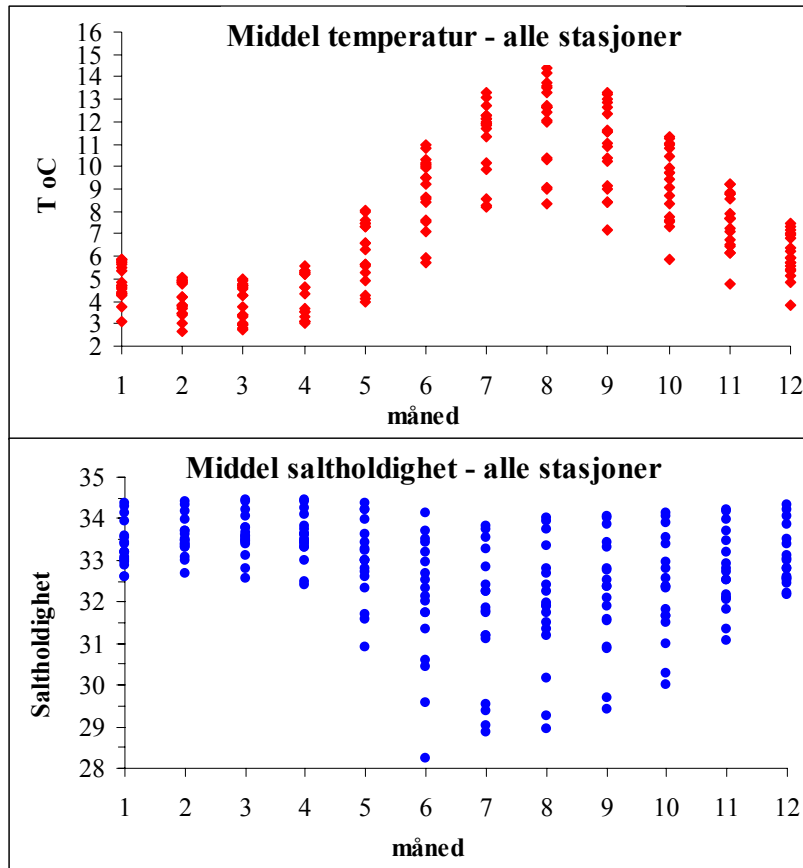 Middel temperatur - alle stasjoner
T oC
16
15
14
13
12
11
10
9
8
7
6
5
4
3
2
1 2 3 4 5 6 7 8 9 10 11 12
måned
Middel saltholdighet - alle stasjoner
Saltholdighet
35
34
33
32
31
30
29
28
1 2 3 4 5 6 7 8 9 10 11 12
måned